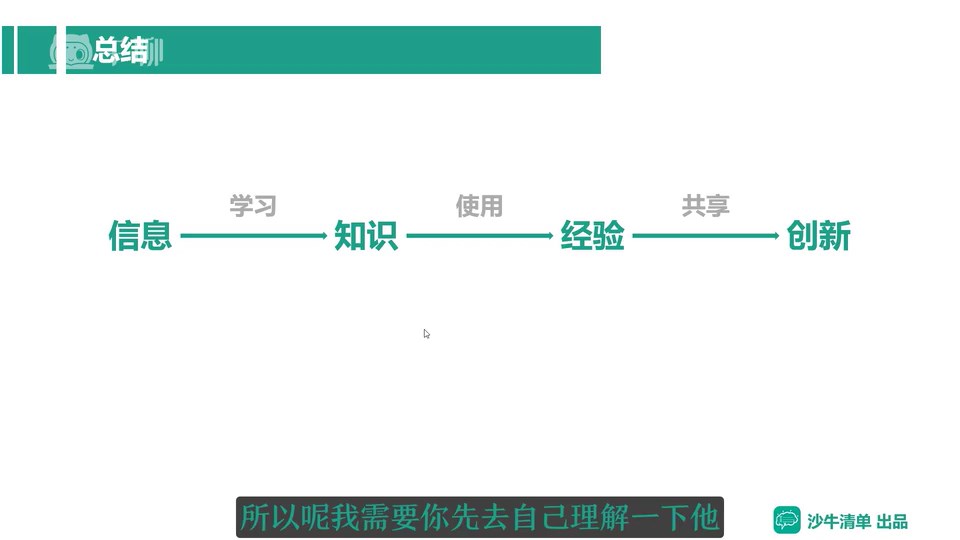 总结
学习 使用 共享
信息 知识 经验 创新
所以呢我需要你先去自己理解一下他
沙牛清单 出品